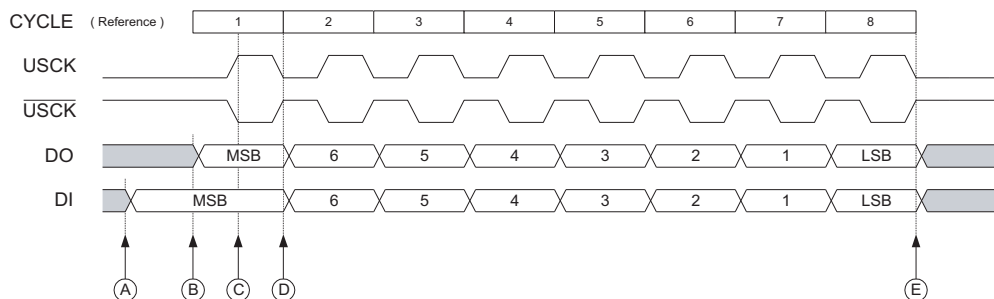 CYCLE ( Reference ) 1 2 3 4 5 6 7 8
USCK
USCK
DO MSB 6 5 4 3 2 1 LSB
DI MSB 6 5 4 3 2 1 LSB
A B C D E